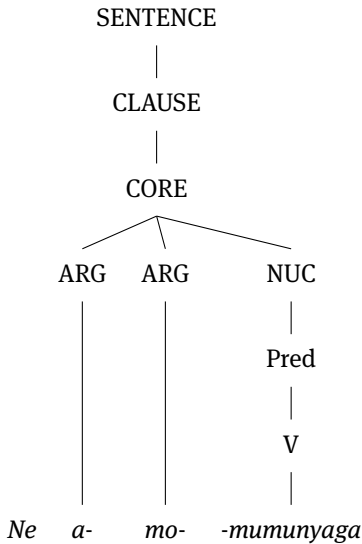 SENTENCE
CLAUSE
CORE
ARG ARG NUC
Pred
V
Ne a- mo- -mumunyaga